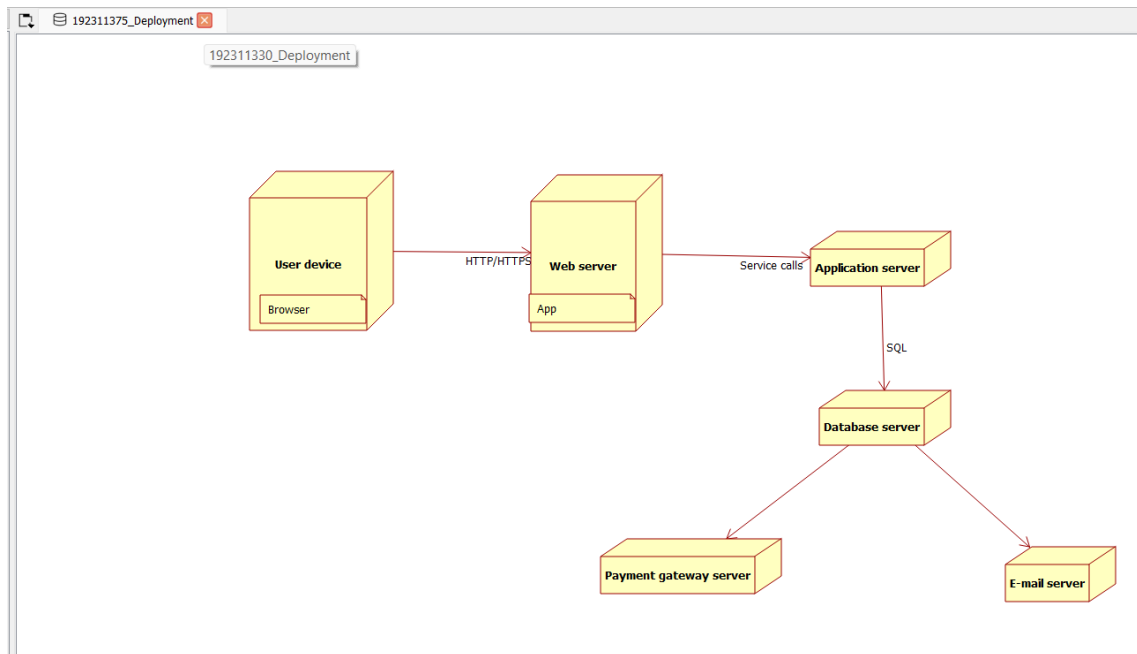 192311375_Deployment
192311330_Deployment
User device
Browser
HTTP/HTTPS
Web server
App
Service calls
Application server
SQL
Database server
Payment gateway server
E-mail server